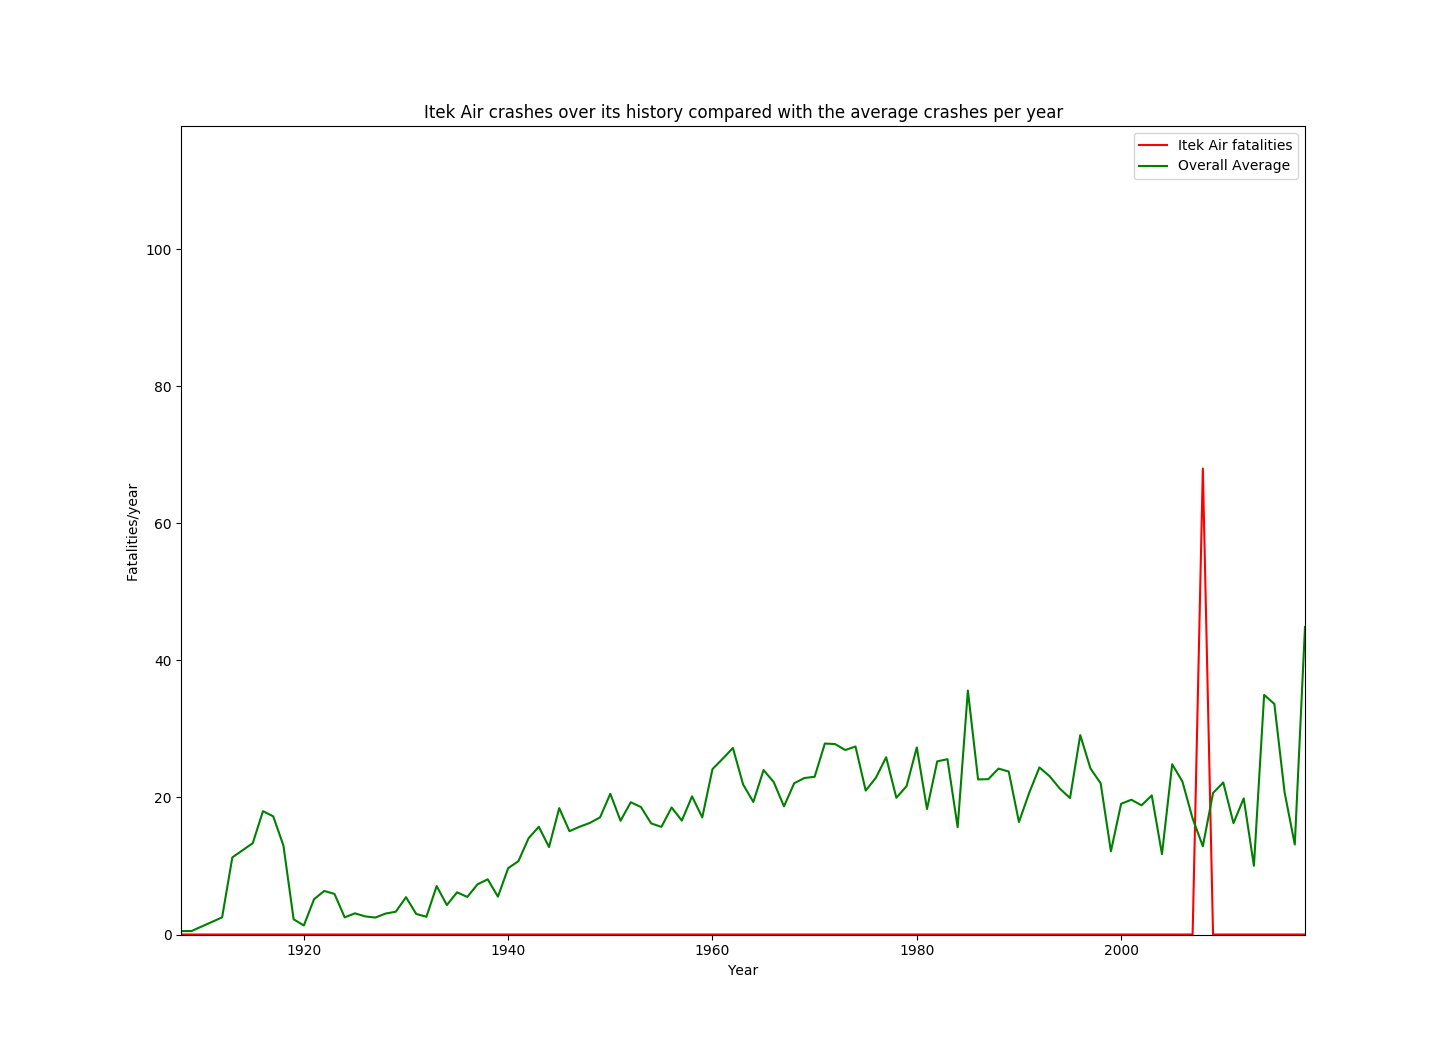 Itek Air crashes over its history compared with the average crashes per year
Itek Air fatalities
Overall Average
100
80
60
40
20
0
Fatalities/year
1920 1940 1960 1980 2000
Year